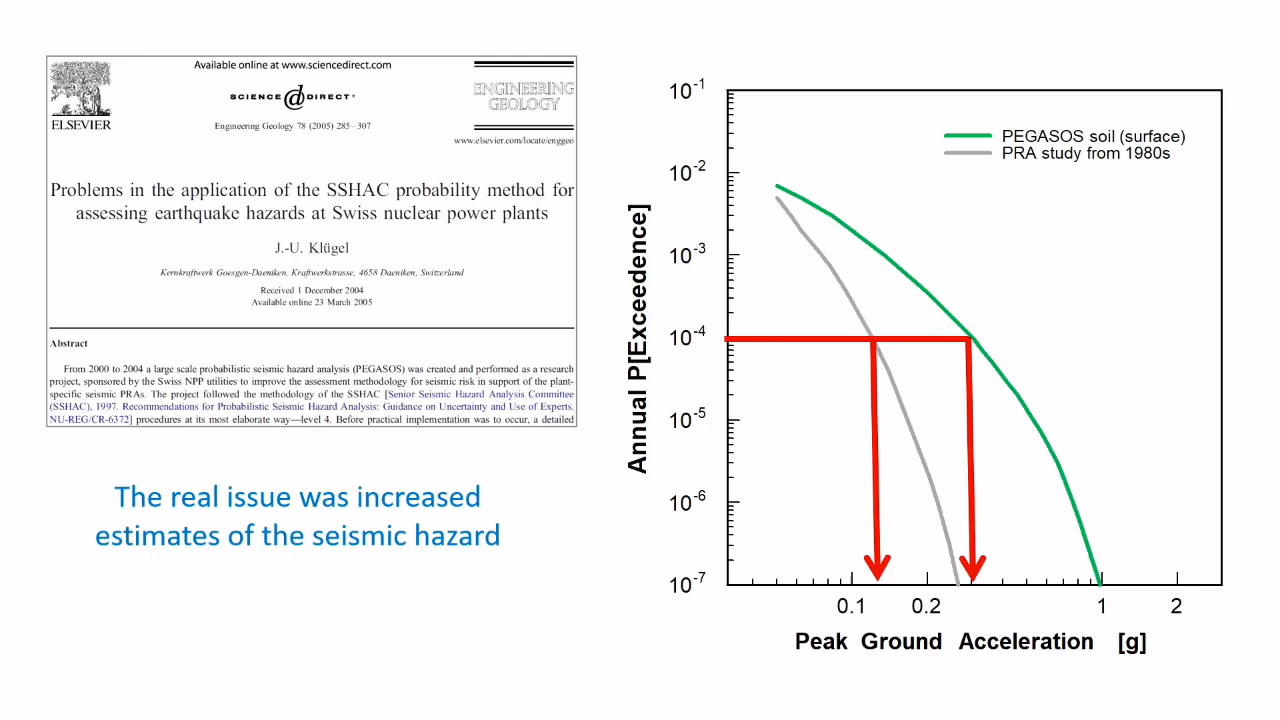 Available online at www.sciencedirect.com
SCIENCE @ DIRECT®
ENGINEERING
GEOLOGY
ELSEVIER
Engineering Geology 78 (2005) 285–307
www.elsevier.com/locate/enggeo
Problems in the application of the SSHAC probability method for
assessing earthquake hazards at Swiss nuclear power plants
J.-U. Klügel
Kernkraftwerk Goesgen-Daeniken, Kraftwerkstrasse, 4658 Daeniken, Switzerland
Received 1 December 2004
Available online 23 March 2005
Abstract
From 2000 to 2004 a large scale probabilistic seismic hazard analysis (PEGASOS) was created and performed as a research
project, sponsored by the Swiss NPP utilities to improve the assessment methodology for seismic risk in support of the plant-
specific seismic PRAs. The project followed the methodology of the SSHAC [Senior Seismic Hazard Analysis Committee
(SSHAC), 1997. Recommendations for Probabilistic Seismic Hazard Analysis: Guidance on Uncertainty and Use of Experts.
NU-REG/CR-6372] procedures at its most elaborate way—level 4. Before practical implementation was to occur, a detailed
The real issue was increased
estimates of the seismic hazard
PEGASOS soil (surface)
PRA study from 1980s
Annual P[Exceedence]
10⁻¹
10⁻²
10⁻³
10⁻⁴
10⁻⁵
10⁻⁶
10⁻⁷
0.1 0.2 1 2
Peak Ground Acceleration [g]